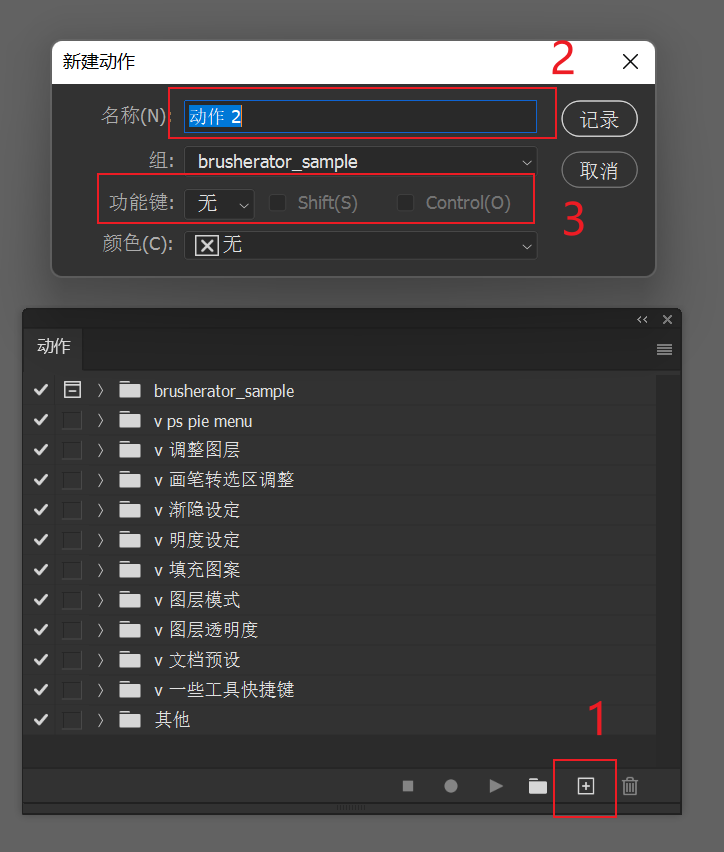 新建动作
2
名称(N):
动作 2
记录
组:
brusherator_sample
取消
功能键:
无
Shift(S)
Control(O)
3
颜色(C):
无
动作
brusherator_sample
v ps pie menu
v 调整图层
v 画笔转选区调整
v 渐隐设定
v 明度设定
v 填充图案
v 图层模式
v 图层透明度
v 文档预设
v 一些工具快捷键
其他
1